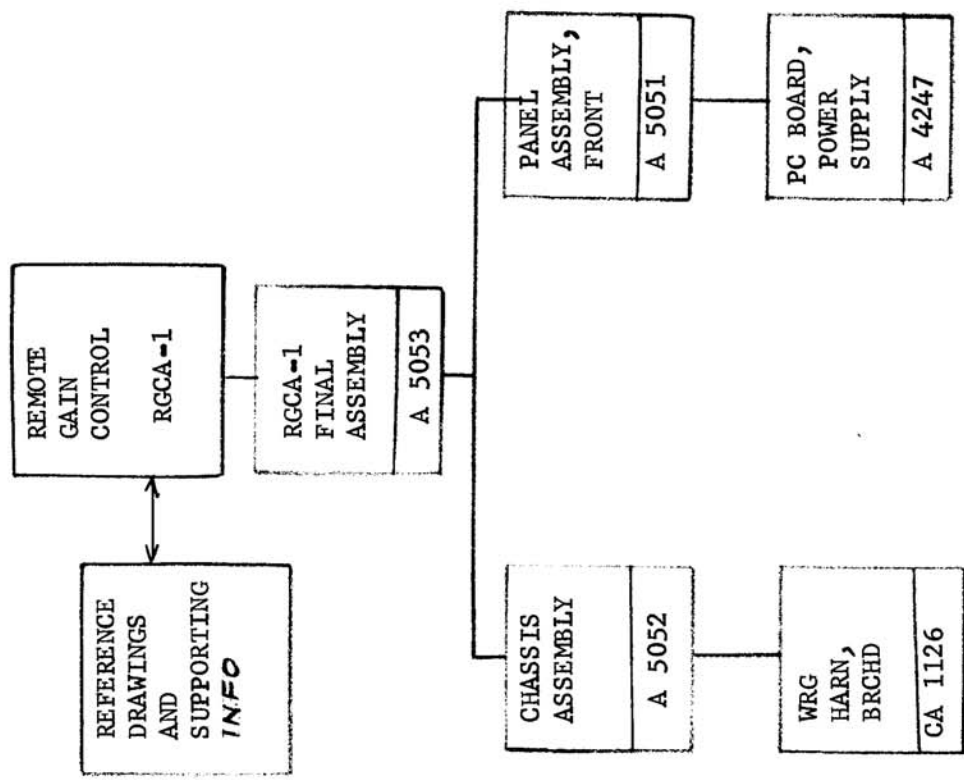 REFERENCE
DRAWINGS
AND
SUPPORTING
INFO
REMOTE
GAIN
CONTROL
RGCA-1
RGCA-1
FINAL
ASSEMBLY
A 5053
CHASSIS
ASSEMBLY
A 5052
WRG
HARN,
BRCHD
CA 1126
PANEL
ASSEMBLY,
FRONT
A 5051
PC BOARD,
POWER
SUPPLY
A 4247